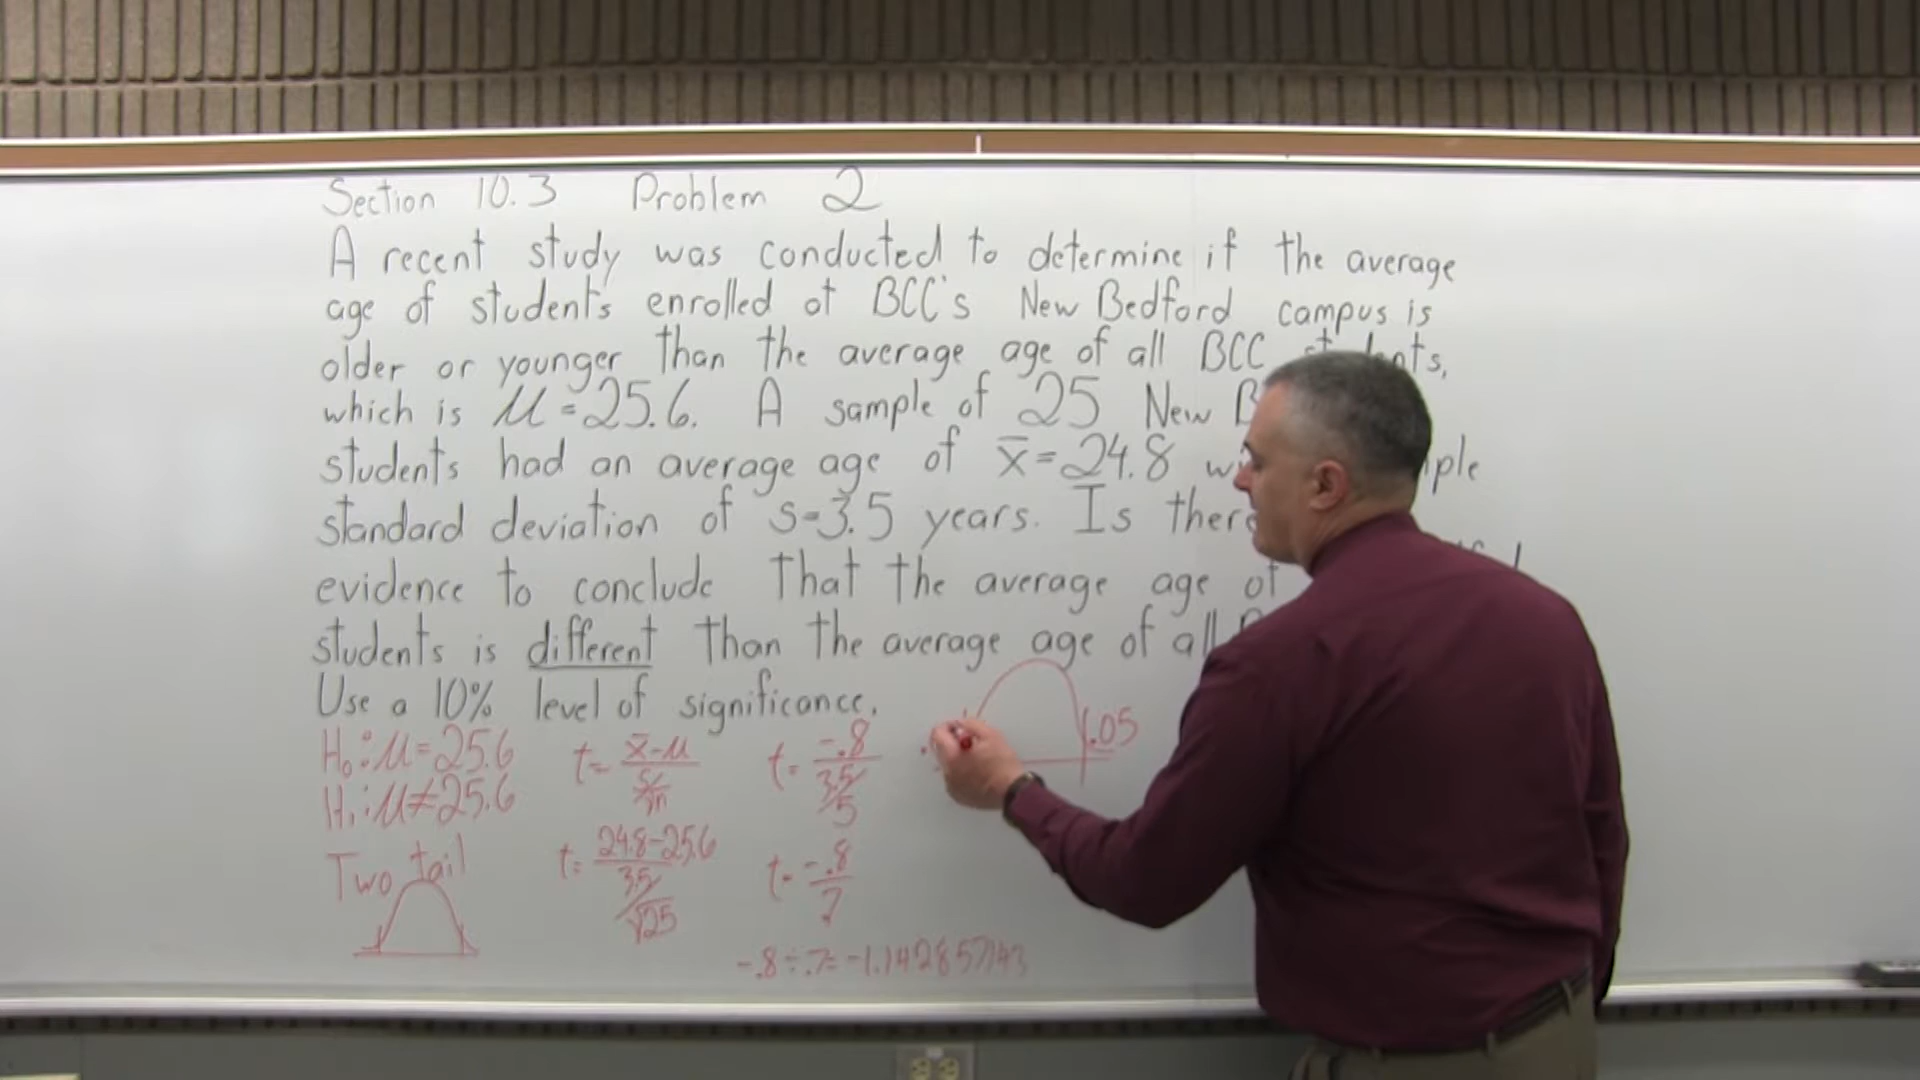 Section 10.3 Problem 2
A recent study was conducted to determine if the average
age of students enrolled at BCC's New Bedford campus is
older or younger than the average age of all BCC
which is μ=25.6. A sample of 25 New
students had an average age of x̄=24.8
standard deviation of s=3.5 years. Is
evidence to conclude that the average age of
students is different than the average age of all
Use a 10% level of significance.
H₀:μ=25.6
H₁:μ≠25.6
Two tail
t= x̄-μ / s/√n
t= 24.8-25.6 / 3.5/√25
t= -.8 / 3.5/5
t= -.8 / .7
-.8÷.7=-1.142857143
.05